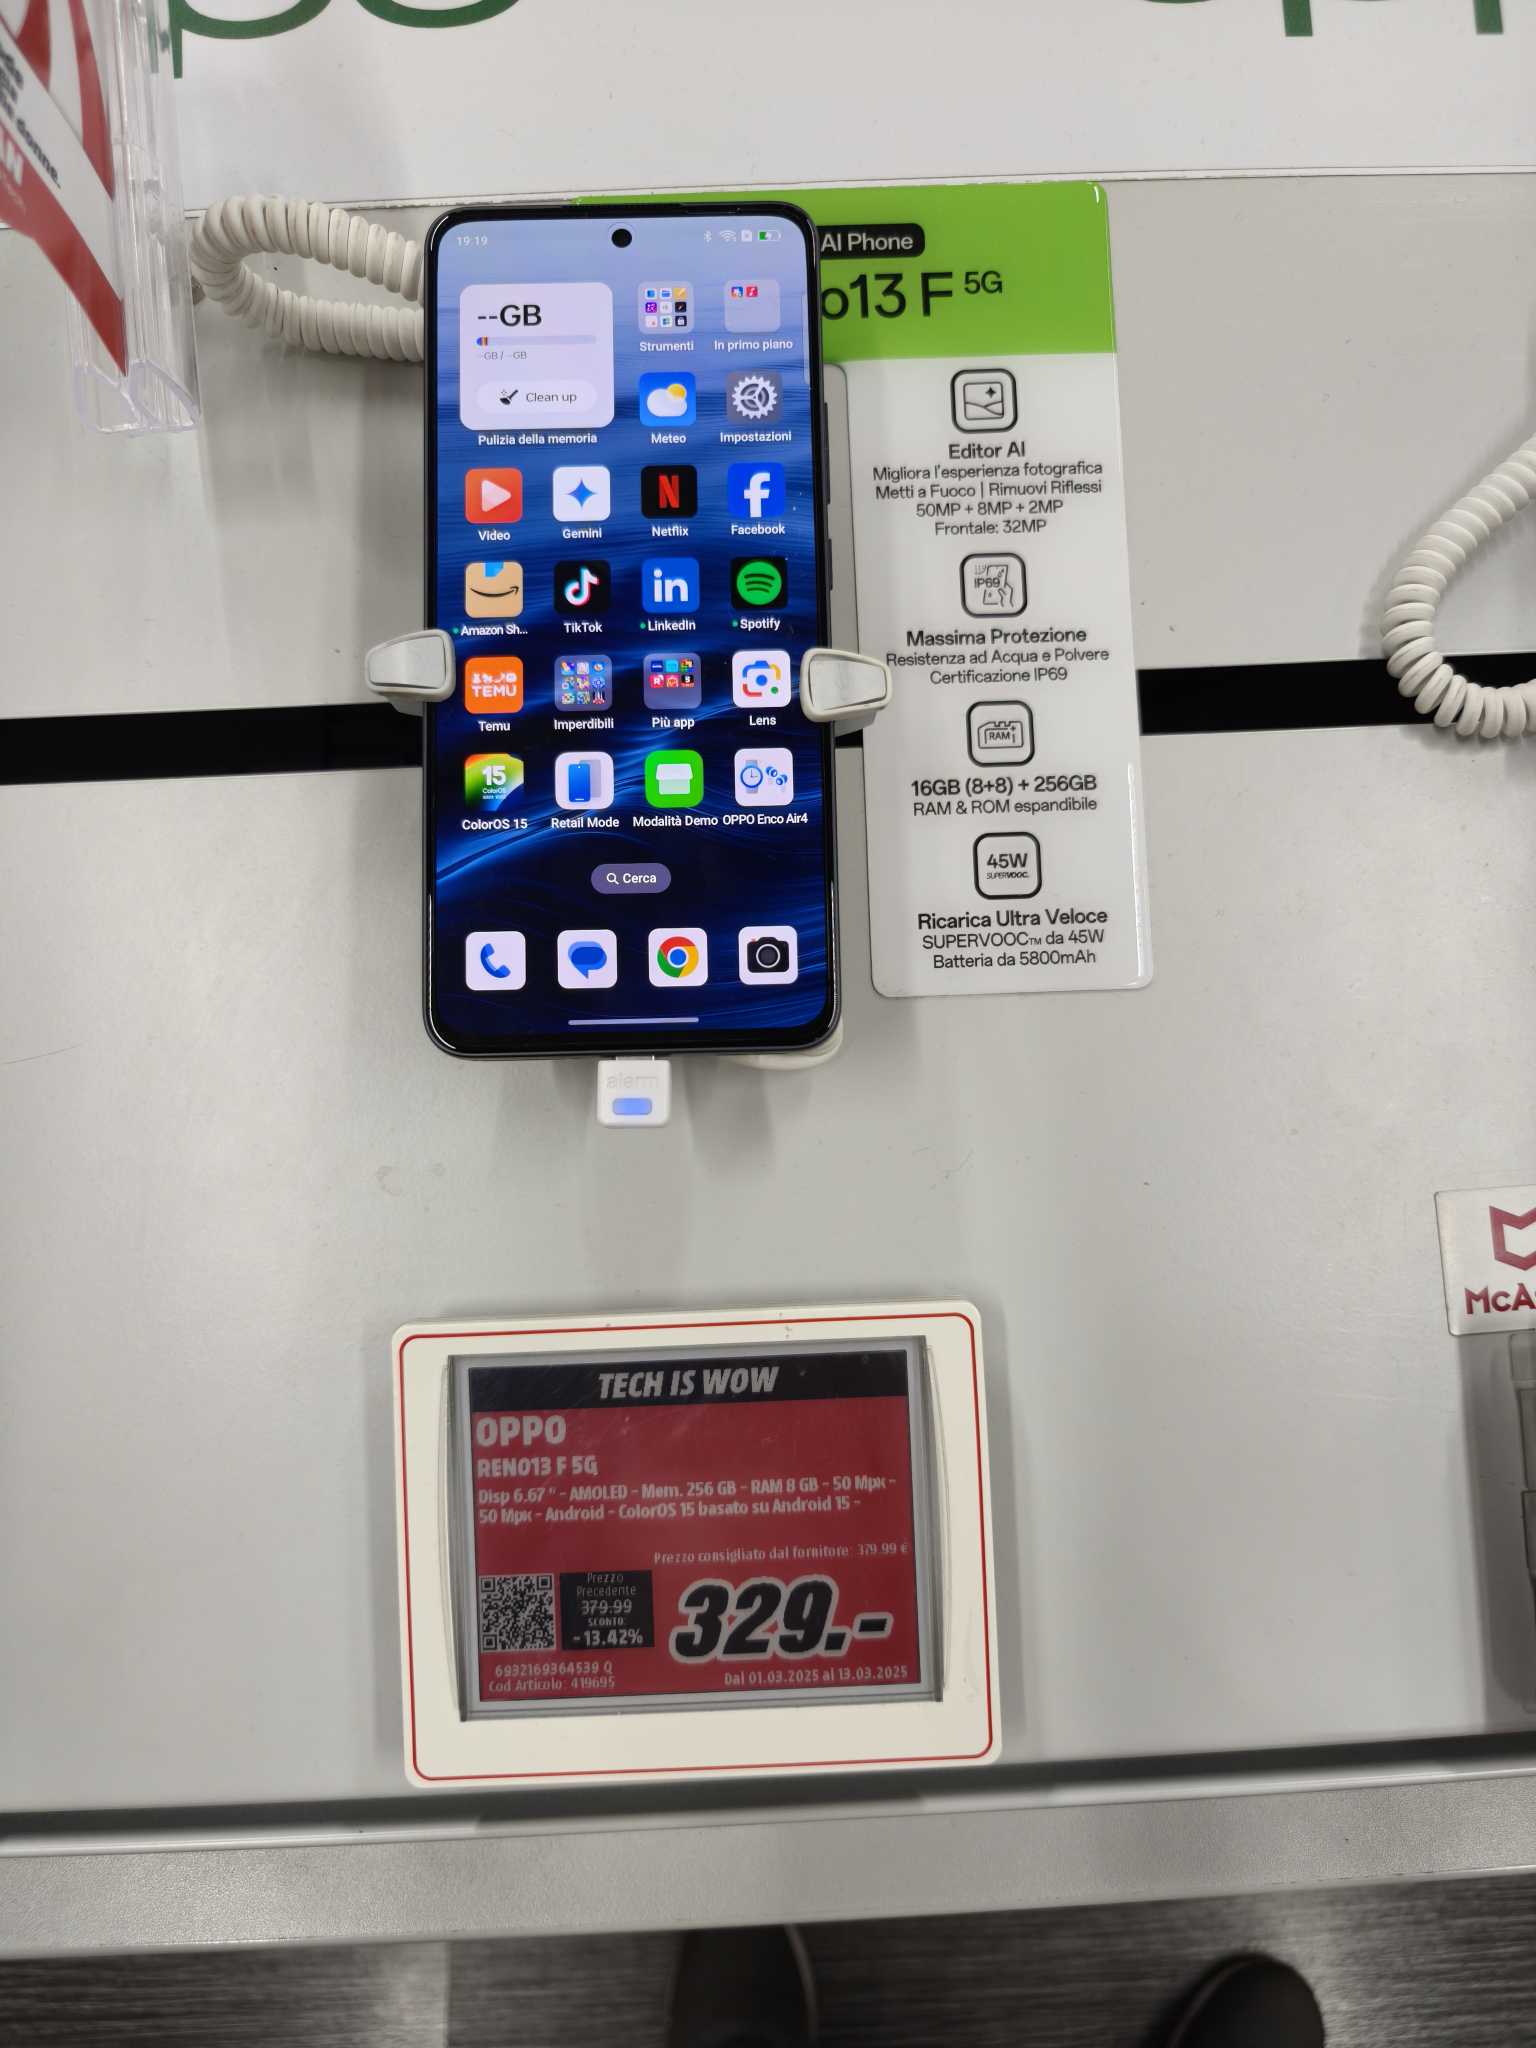 donne.
19:19
--GB
--GB / --GB
Clean up
Pulizia della memoria
Strumenti
In primo piano
Meteo
Impostazioni
Video
Gemini
Netflix
Facebook
Amazon Sh...
TikTok
LinkedIn
Spotify
TEMU
Temu
Imperdibili
Più app
Lens
15
ColorOS
ColorOS 15
Retail Mode
Modalità Demo
OPPO Enco Air4
Cerca
alarm
AI Phone
o13 F 5G
Editor AI
Migliora l'esperienza fotografica
Metti a Fuoco | Rimuovi Riflessi
50MP + 8MP + 2MP
Frontale: 32MP
IP69
Massima Protezione
Resistenza ad Acqua e Polvere
Certificazione IP69
RAM+
16GB (8+8) + 256GB
RAM & ROM espandibile
45W
SUPERVOOC
Ricarica Ultra Veloce
SUPERVOOC™ da 45W
Batteria da 5800mAh
McA
TECH IS WOW
OPPO
RENO13 F 5G
Disp 6.67 " - AMOLED - Mem. 256 GB - RAM 8 GB - 50 Mpx -
50 Mpx - Android - ColorOS 15 basato su Android 15 -
Prezzo consigliato dal fornitore: 379.99 €
Prezzo
Precedente
379.99
SCONTO:
-13.42%
329.-
6932169364539 Q
Cod Articolo: 419695
Dal 01.03.2025 al 13.03.2025